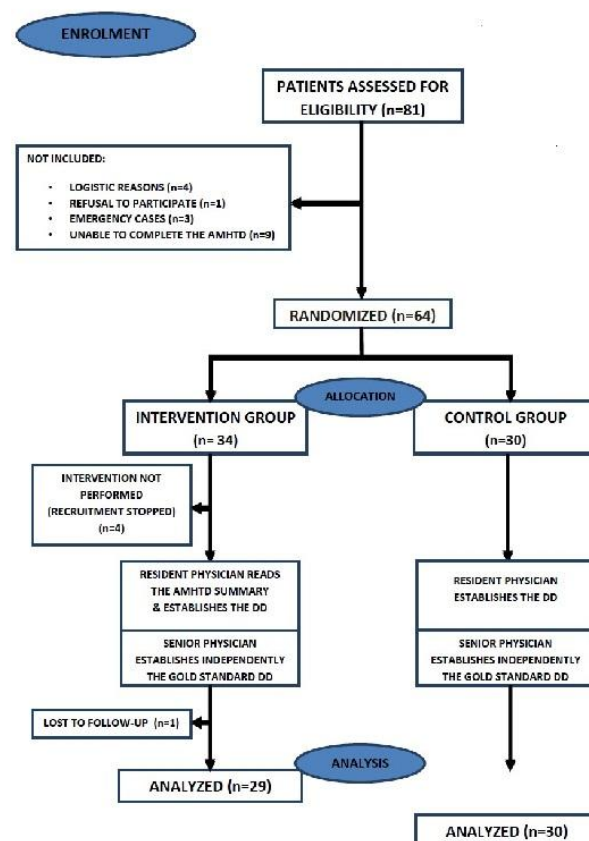 ENROLMENT
PATIENTS ASSESSED FOR
ELIGIBILITY (n=81)
NOT INCLUDED:
• LOGISTIC REASONS (n=4)
• REFUSAL TO PARTICIPATE (n=1)
• EMERGENCY CASES (n=3)
• UNABLE TO COMPLETE THE AMHTD (n=9)
RANDOMIZED (n=64)
ALLOCATION
INTERVENTION GROUP
(n= 34)
CONTROL GROUP
(n=30)
INTERVENTION NOT
PERFORMED
(RECRUITMENT STOPPED)
(n=4)
RESIDENT PHYSICIAN READS
THE AMHTD SUMMARY
& ESTABLISHES THE DD
SENIOR PHYSICIAN
ESTABLISHES INDEPENDENTLY
THE GOLD STANDARD DD
RESIDENT PHYSICIAN
ESTABLISHES THE DD
SENIOR PHYSICIAN
ESTABLISHES INDEPENDENTLY
THE GOLD STANDARD DD
LOST TO FOLLOW-UP (n=1)
ANALYSIS
ANALYZED (n=29)
ANALYZED (n=30)